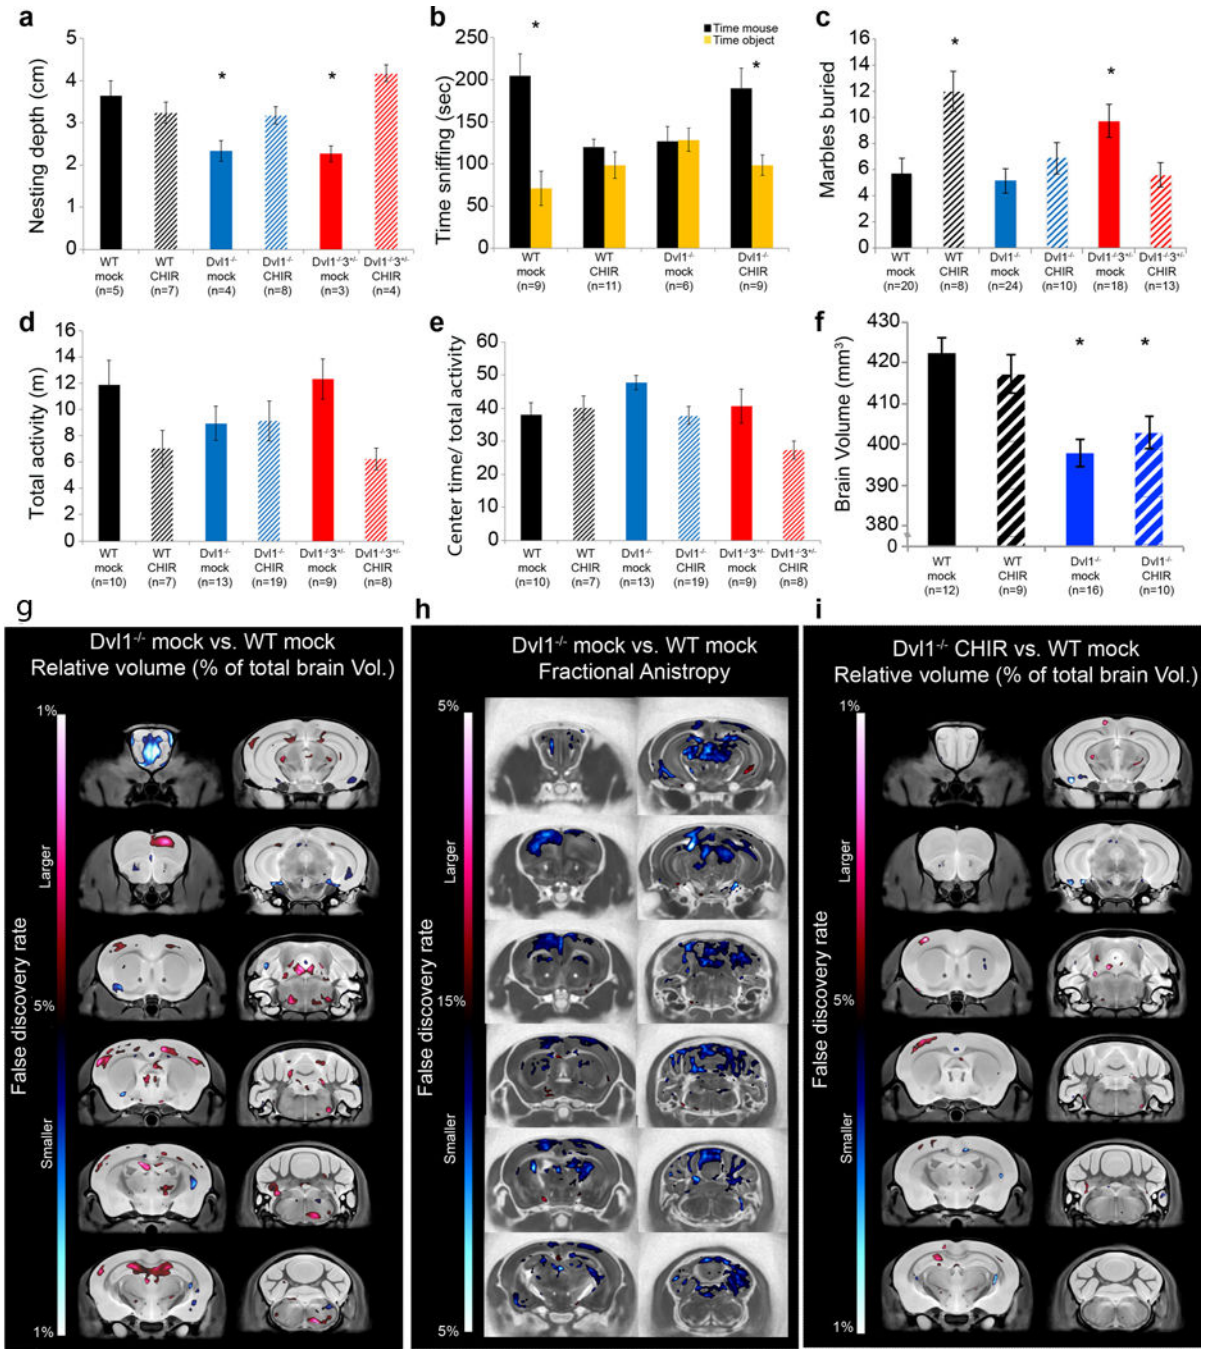 a
Nesting depth (cm)
5
4
3
2
1
0
WT mock (n=5)
WT CHIR (n=7)
Dvl1-/- mock (n=4)
Dvl1-/- CHIR (n=8)
Dvl1-/-3+/- mock (n=3)
Dvl1-/-3+/- CHIR (n=4)
*
*
b
Time sniffing (sec)
250
200
150
100
50
0
Time mouse
Time object
*
*
WT mock (n=9)
WT CHIR (n=11)
Dvl1-/- mock (n=6)
Dvl1-/- CHIR (n=9)
c
Marbles buried
16
14
12
10
8
6
4
2
0
*
*
WT mock (n=20)
WT CHIR (n=8)
Dvl1-/- mock (n=24)
Dvl1-/- CHIR (n=10)
Dvl1-/-3+/- mock (n=18)
Dvl1-/-3+/- CHIR (n=13)
d
Total activity (m)
16
14
12
10
8
6
4
2
0
WT mock (n=10)
WT CHIR (n=7)
Dvl1-/- mock (n=13)
Dvl1-/- CHIR (n=19)
Dvl1-/-3+/- mock (n=9)
Dvl1-/-3+/- CHIR (n=8)
e
Center time/ total activity
60
50
40
30
20
10
0
WT mock (n=10)
WT CHIR (n=7)
Dvl1-/- mock (n=13)
Dvl1-/- CHIR (n=19)
Dvl1-/-3+/- mock (n=9)
Dvl1-/-3+/- CHIR (n=8)
f
Brain Volume (mm³)
430
420
410
400
390
380
0
*
*
WT mock (n=12)
WT CHIR (n=9)
Dvl1-/- mock (n=16)
Dvl1-/- CHIR (n=10)
g
Dvl1-/- mock vs. WT mock
Relative volume (% of total brain Vol.)
1%
Larger
False discovery rate
5%
Smaller
1%
h
Dvl1-/- mock vs. WT mock
Fractional Anistropy
5%
False discovery rate
15%
5%
i
Dvl1-/- CHIR vs. WT mock
Relative volume (% of total brain Vol.)
1%
Larger
False discovery rate
5%
Smaller
1%